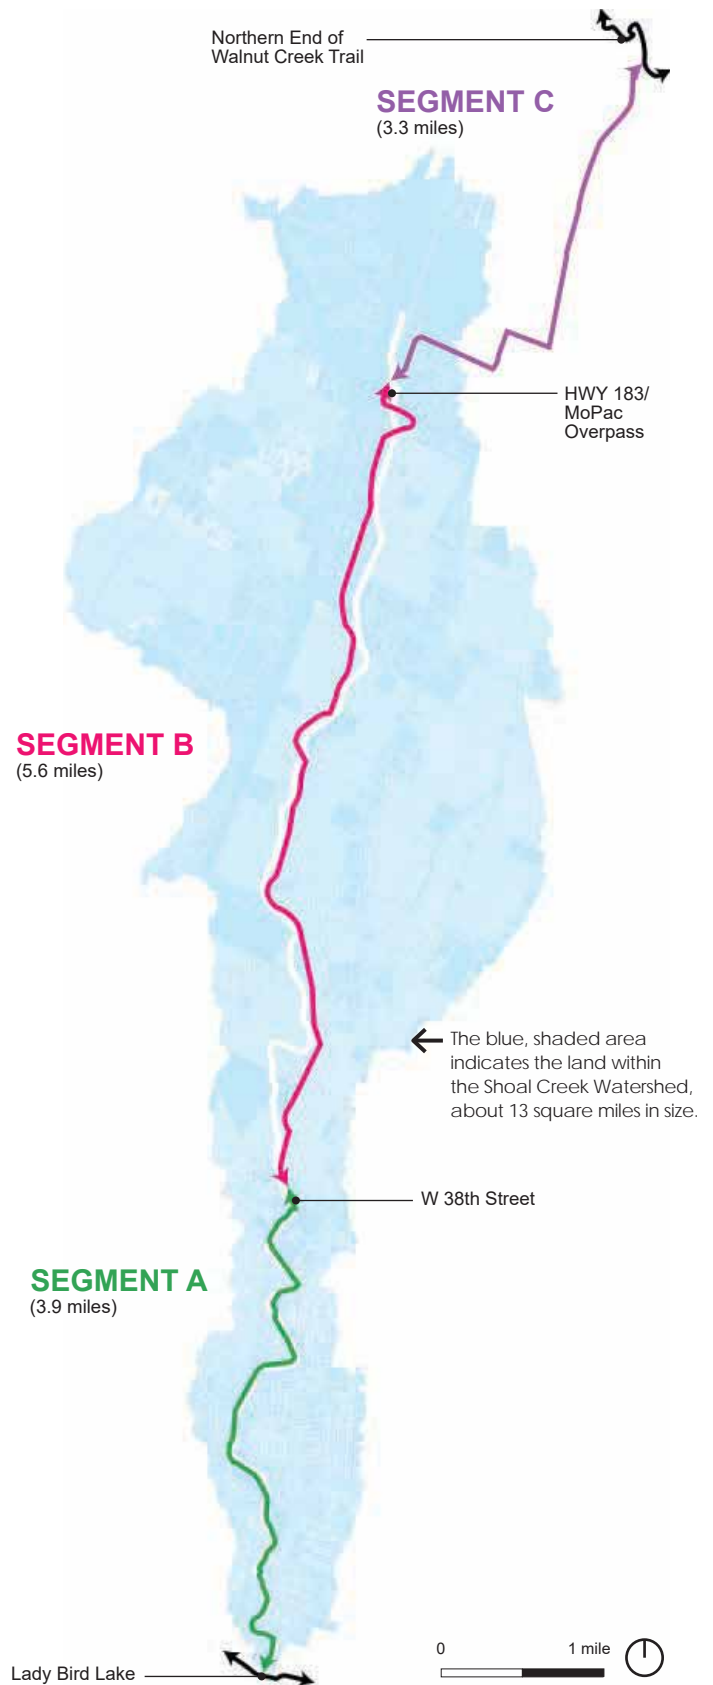 Northern End of
Walnut Creek Trail
SEGMENT C
(3.3 miles)
HWY 183/
MoPac
Overpass
SEGMENT B
(5.6 miles)
The blue, shaded area
indicates the land within
the Shoal Creek Watershed,
about 13 square miles in size.
W 38th Street
SEGMENT A
(3.9 miles)
0 1 mile
Lady Bird Lake